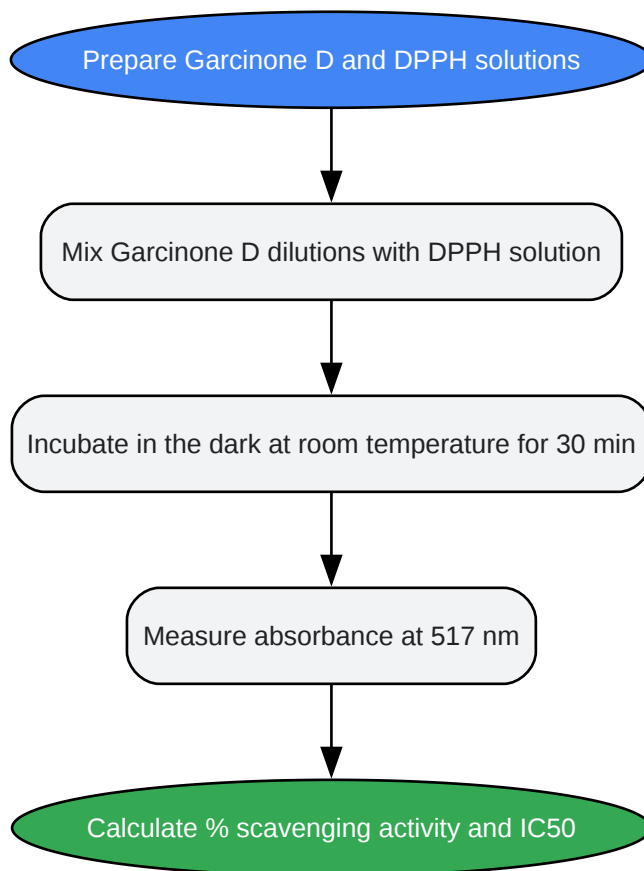 Prepare Garcinone D and DPPH solutions
Mix Garcinone D dilutions with DPPH solution
Incubate in the dark at room temperature for 30 min
Measure absorbance at 517 nm
Calculate % scavenging activity and IC50